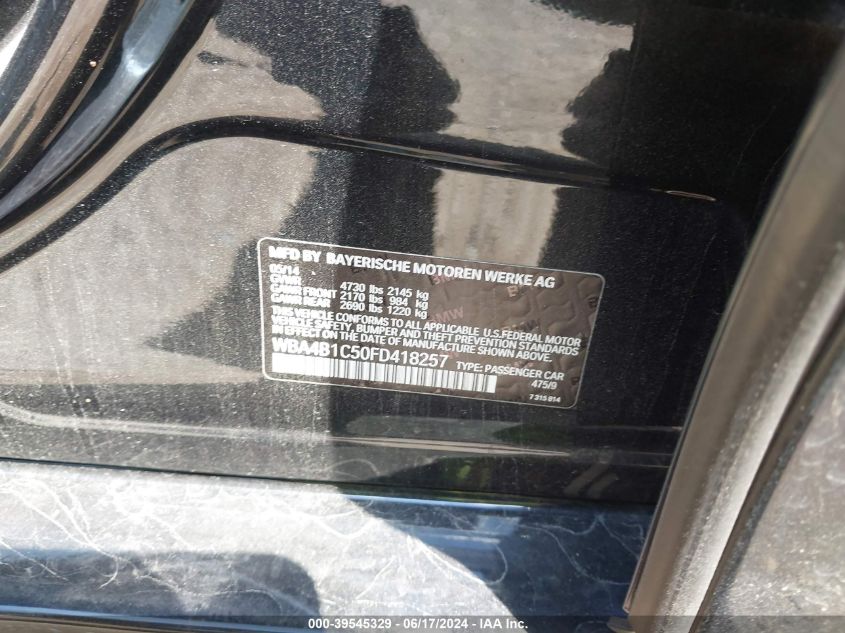 MFD BY BAYERISCHE MOTOREN WERKE AG
05/14
GVWR 4730 lbs 2145 kg
GAWR FRONT 2170 lbs 984 kg
GAWR REAR 2690 lbs 1220 kg
THIS VEHICLE CONFORMS TO ALL APPLICABLE U.S.FEDERAL MOTOR
VEHICLE SAFETY, BUMPER AND THEFT PREVENTION STANDARDS
IN EFFECT ON THE DATE OF MANUFACTURE SHOWN ABOVE.
WBA4B1C50FD418257 TYPE: PASSENGER CAR
475/9
7 315 814
000-39545329 - 06/17/2024 - IAA Inc.